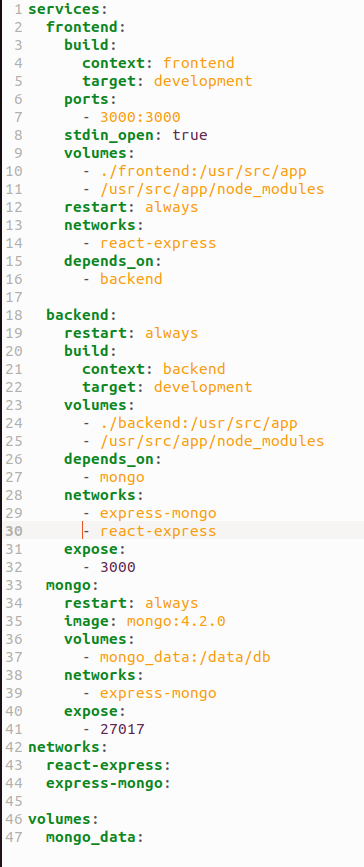 1 services:
2   frontend:
3     build:
4       context: frontend
5       target: development
6     ports:
7       - 3000:3000
8     stdin_open: true
9     volumes:
10       - ./frontend:/usr/src/app
11       - /usr/src/app/node_modules
12     restart: always
13     networks:
14       - react-express
15     depends_on:
16       - backend
17
18   backend:
19     restart: always
20     build:
21       context: backend
22       target: development
23     volumes:
24       - ./backend:/usr/src/app
25       - /usr/src/app/node_modules
26     depends_on:
27       - mongo
28     networks:
29       - express-mongo
30       - react-express
31     expose:
32       - 3000
33   mongo:
34     restart: always
35     image: mongo:4.2.0
36     volumes:
37       - mongo_data:/data/db
38     networks:
39       - express-mongo
40     expose:
41       - 27017
42 networks:
43   react-express:
44   express-mongo:
45
46 volumes:
47   mongo_data: